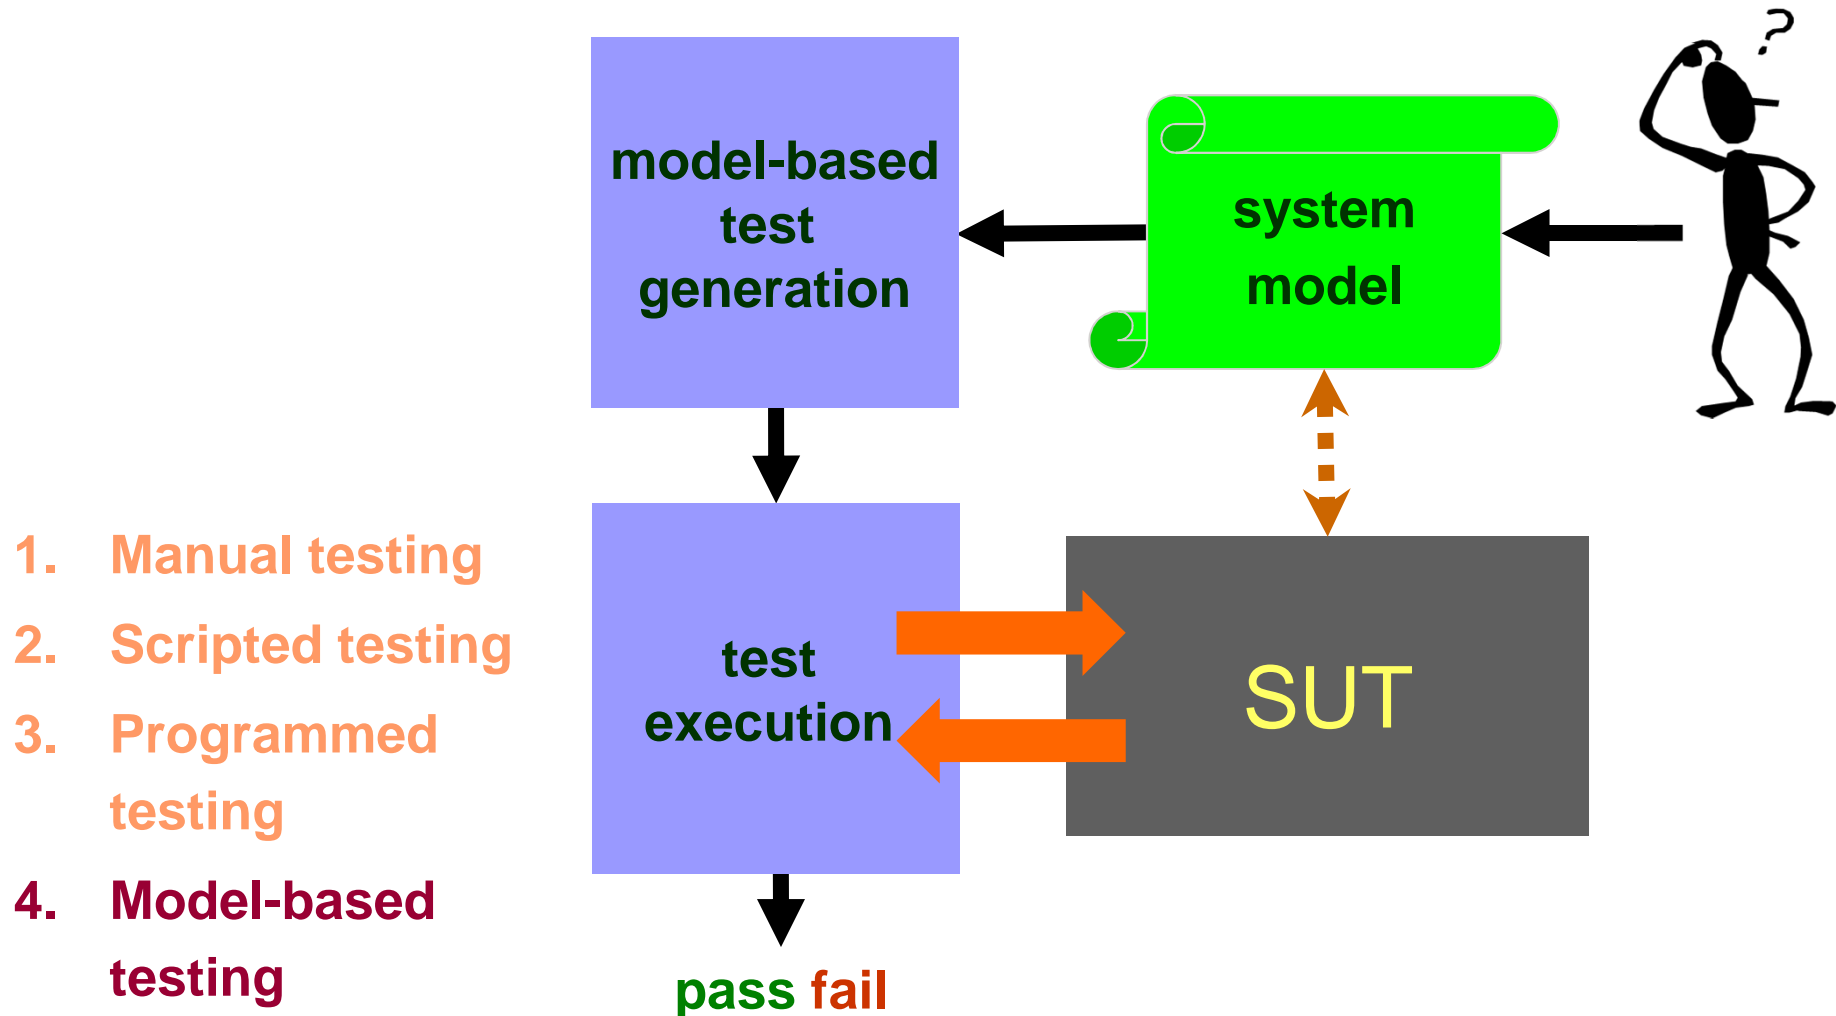 ?
model-based
test
generation
system
model
1. Manual testing
2. Scripted testing
3. Programmed
testing
4. Model-based
testing
test
execution
SUT
pass fail